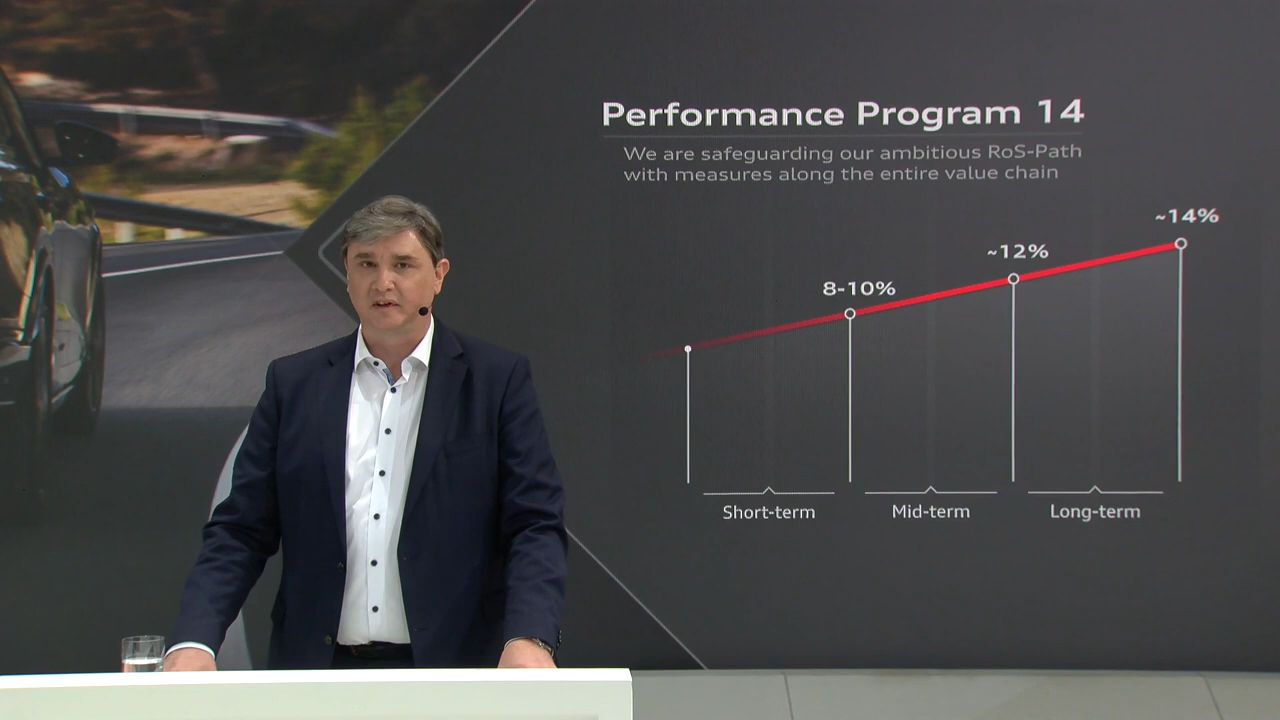 Performance Program 14
We are safeguarding our ambitious RoS-Path
with measures along the entire value chain
~14%
~12%
8-10%
Short-term
Mid-term
Long-term